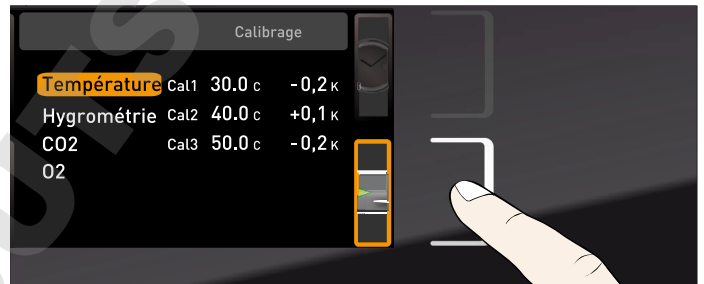 Calibrage
Température Cal1 30.0 c -0,2 K
Hygrométrie Cal2 40.0 c +0,1 K
CO2 Cal3 50.0 c -0,2 K
O2